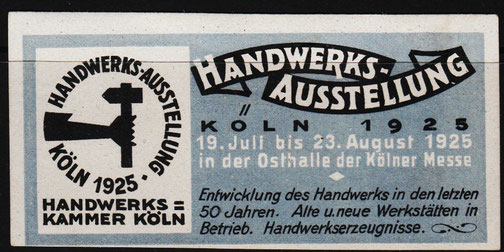 HANDWERKS-AUSSTELLUNG
KÖLN 1925 ·
HANDWERKS=
KAMMER KÖLN
HANDWERKS-
AUSSTELLUNG
KÖLN 1925
19. Juli bis 23. August 1925
in der Osthalle der Kölner Messe
Entwicklung des Handwerks in den letzten
50 Jahren. Alte u. neue Werkstätten in
Betrieb. Handwerkserzeugnisse.